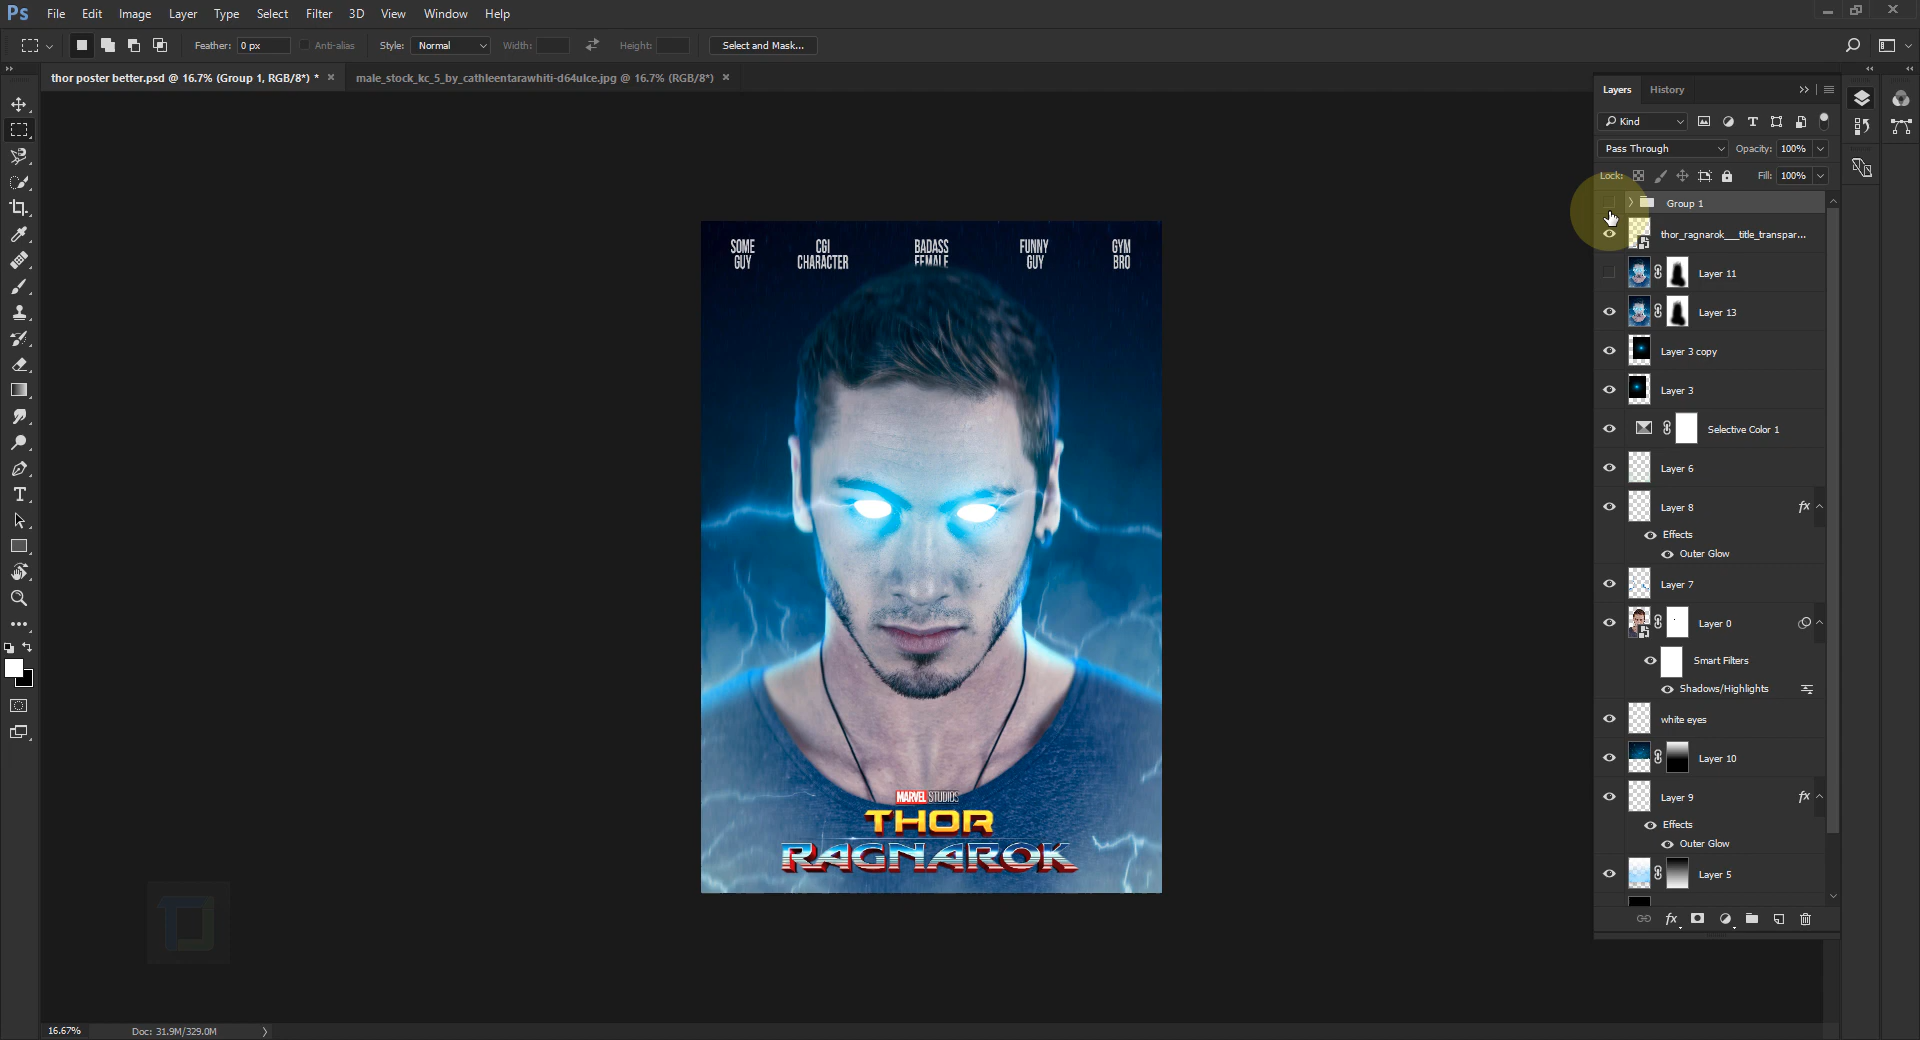 Ps File Edit Image Layer Type Select Filter 3D View Window Help
Feather: 0 px Anti-alias Style: Normal Width: Height: Select and Mask...
thor poster better.psd @ 16.7% (Group 1, RGB/8*) * × male_stock_kc_5_by_cathleentarawhiti-d64ulce.jpg @ 16.7% (RGB/8*) ×
Layers History
Kind
Pass Through Opacity: 100%
Lock: Fill: 100%
Group 1
thor_ragnarok___title_transpar...
Layer 11
Layer 13
Layer 3 copy
Layer 3
Selective Color 1
Layer 6
Layer 8 fx
Effects
Outer Glow
Layer 7
Layer 0
Smart Filters
Shadows/Highlights
white eyes
Layer 10
Layer 9 fx
Effects
Outer Glow
Layer 5
fx
SOME GUY
CGI CHARACTER
BADASS FEMALE
FUNNY GUY
GYM BRO
MARVEL STUDIOS
THOR
RAGNAROK
16.67% Doc: 31.9M/329.0M